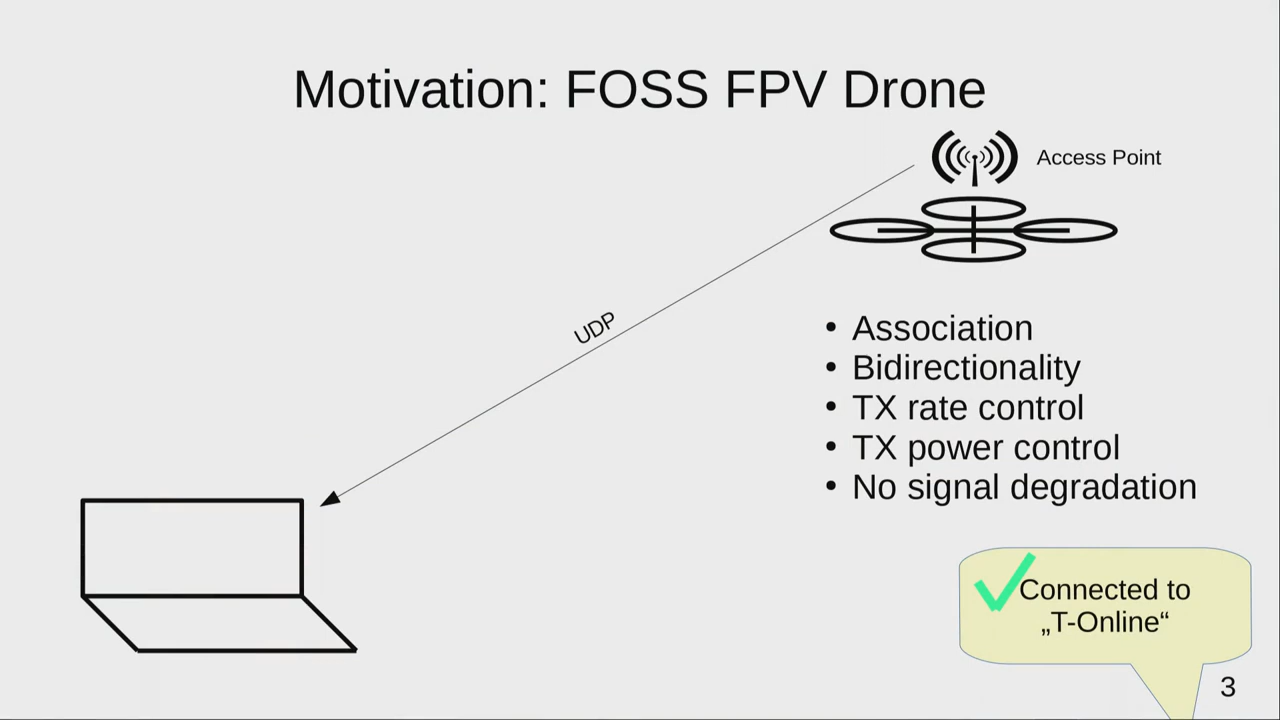 Motivation: FOSS FPV Drone
Access Point
UDP
• Association
• Bidirectionality
• TX rate control
• TX power control
• No signal degradation
Connected to
„T-Online“
3